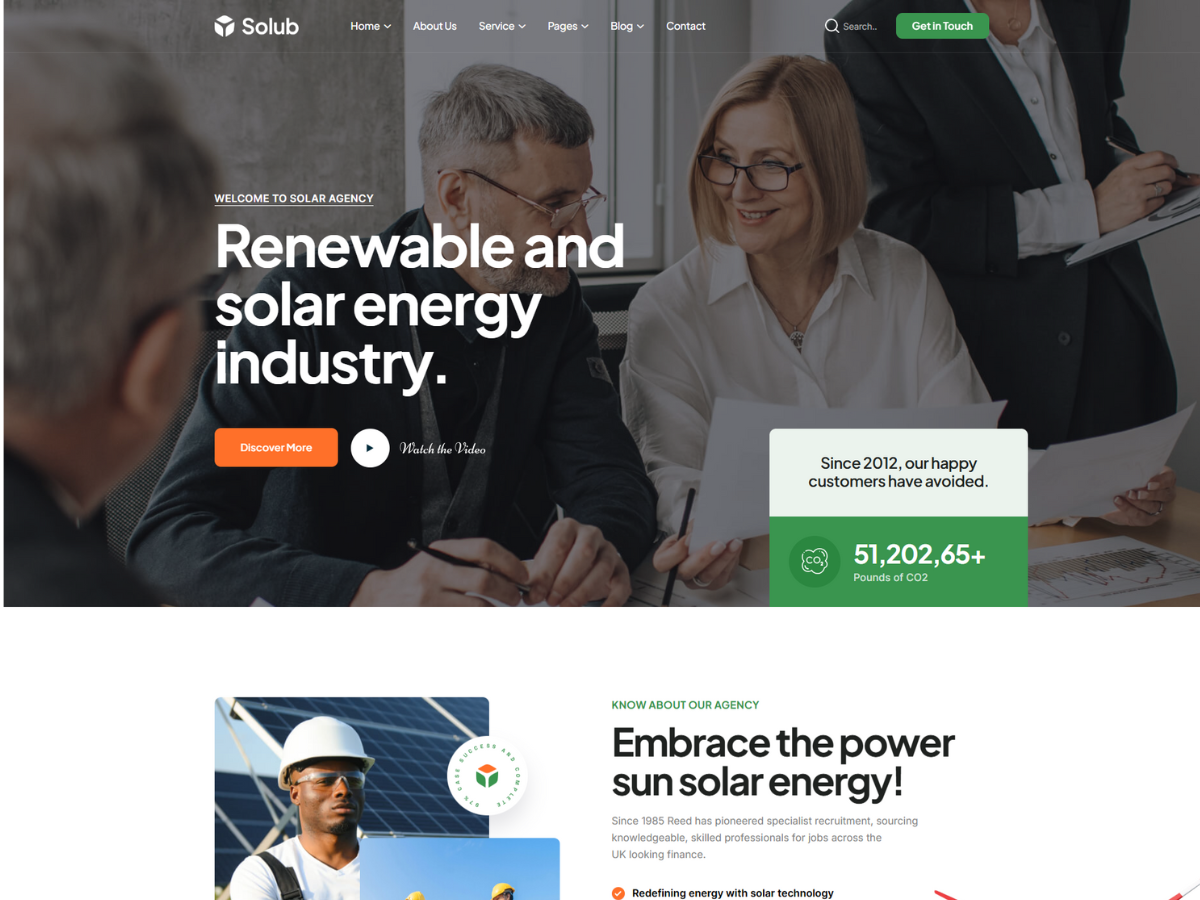 Solub
Home
About Us
Service
Pages
Blog
Contact
Search..
Get in Touch
WELCOME TO SOLAR AGENCY
Renewable and
solar energy
industry.
Discover More
Watch the Video
Since 2012, our happy
customers have avoided.
CO2
51,202,65+
Pounds of CO2
97% CASE SUCCESS AND COMPLETE
KNOW ABOUT OUR AGENCY
Embrace the power
sun solar energy!
Since 1985 Reed has pioneered specialist recruitment, sourcing
knowledgeable, skilled professionals for jobs across the
UK looking finance.
Redefining energy with solar technology